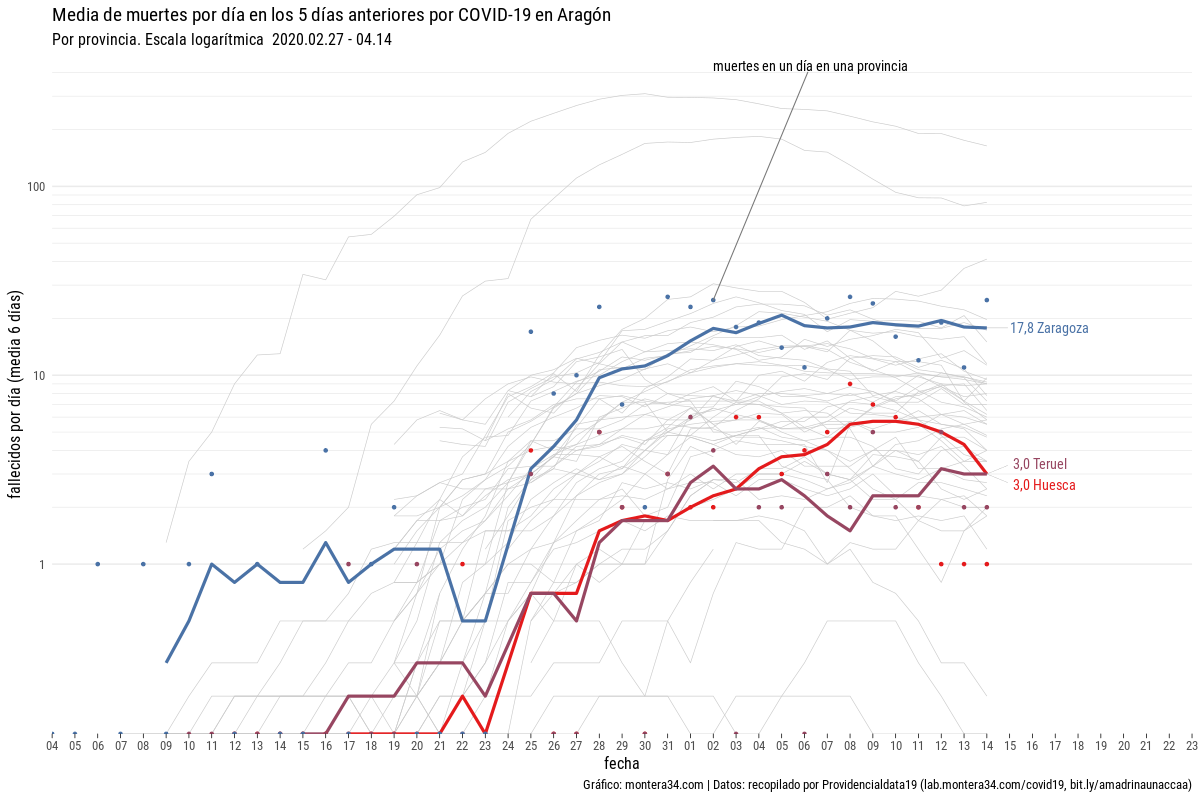 Media de muertes por día en los 5 días anteriores por COVID-19 en Aragón
Por provincia. Escala logarítmica  2020.02.27 - 04.14
muertes en un día en una provincia
fallecidos por día (media 6 días)
100
10
1
17,8 Zaragoza
3,0 Teruel
3,0 Huesca
04 05 06 07 08 09 10 11 12 13 14 15 16 17 18 19 20 21 22 23 24 25 26 27 28 29 30 31 01 02 03 04 05 06 07 08 09 10 11 12 13 14 15 16 17 18 19 20 21 22 23
fecha
Gráfico: montera34.com | Datos: recopilado por Providencialdata19 (lab.montera34.com/covid19, bit.ly/amadrinaunaccaa)